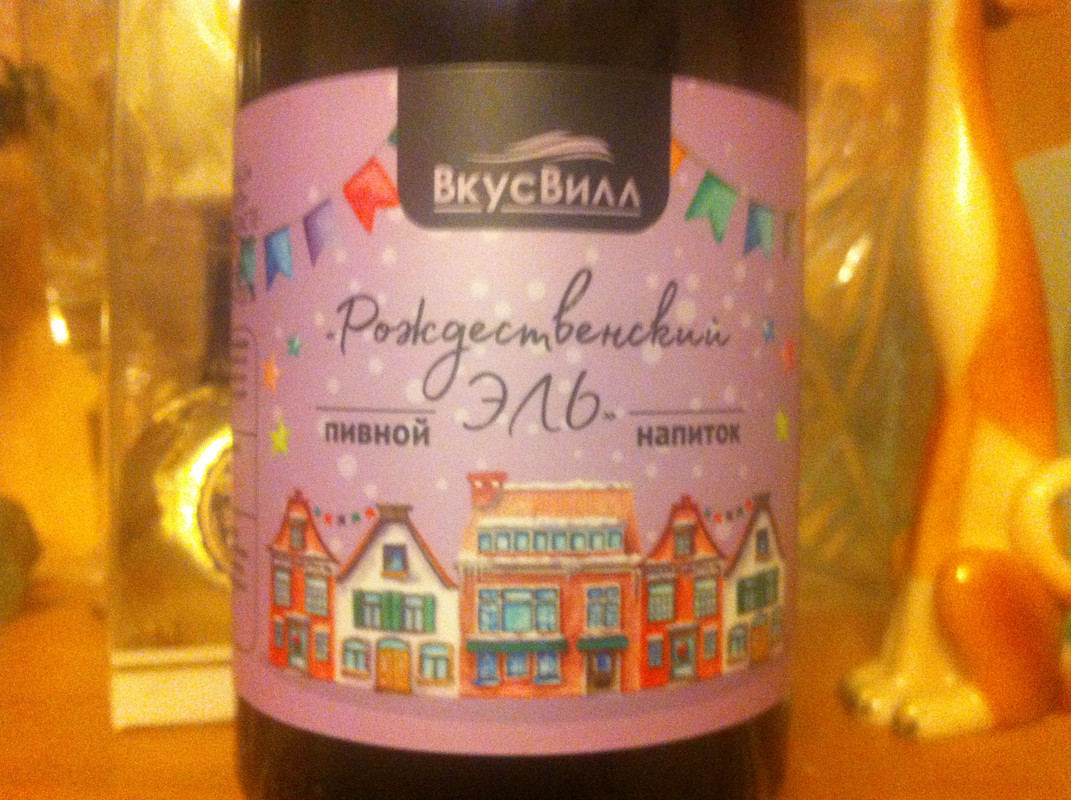 ВкусВилл
«Рождественский
ЭЛЬ»
пивной напиток